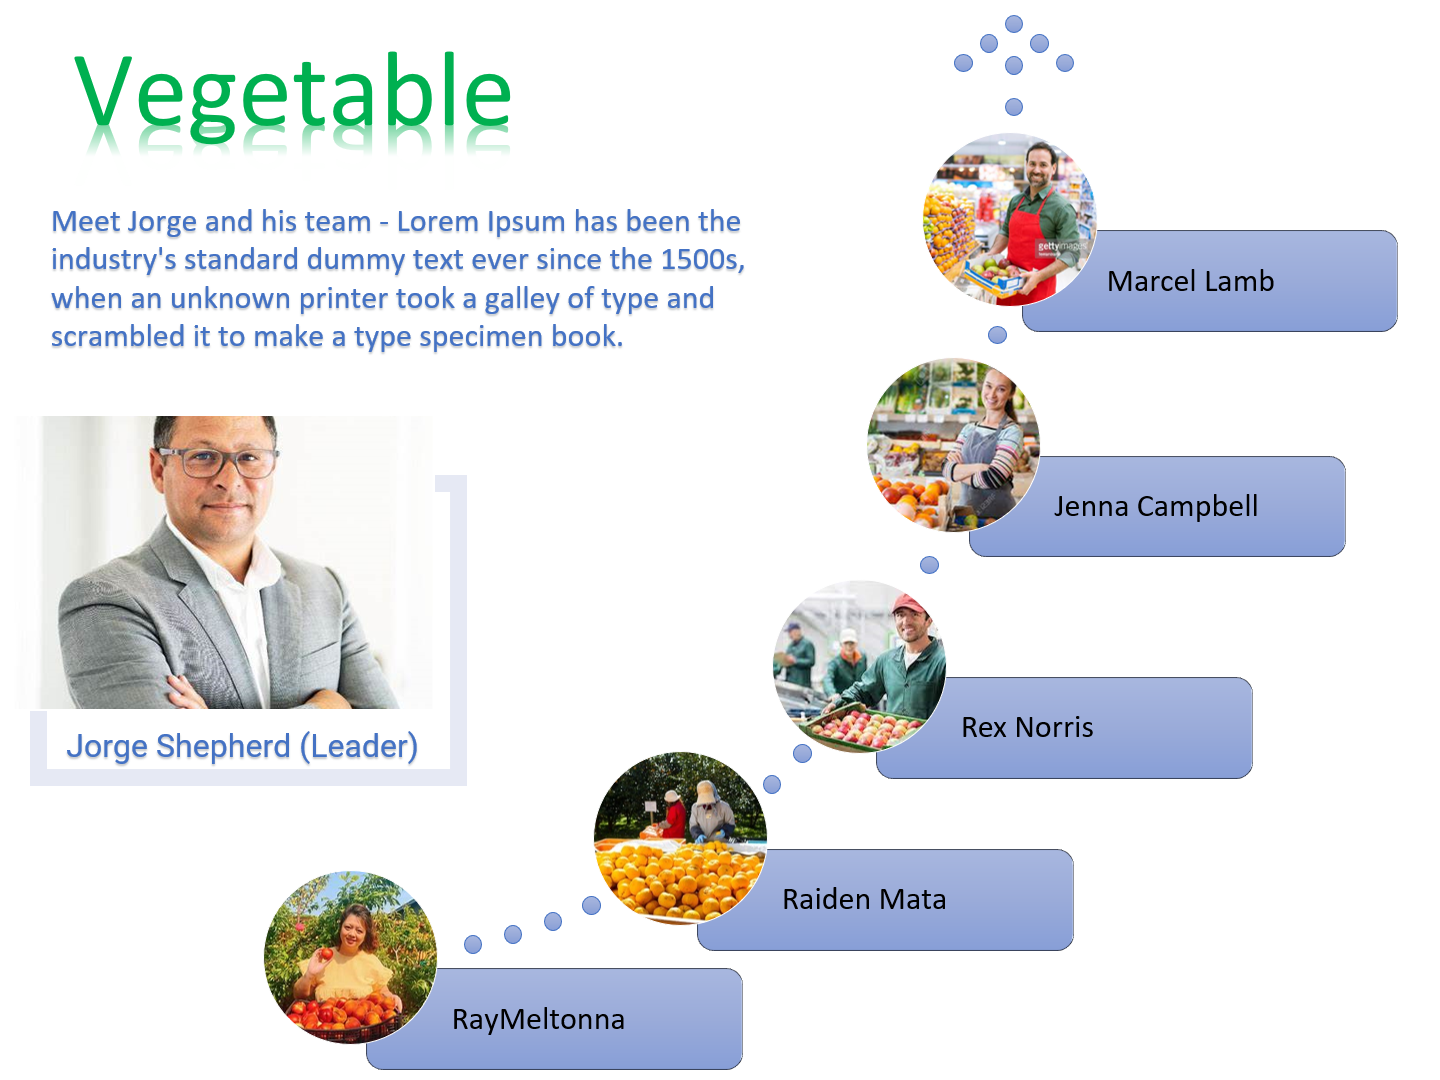 Vegetable
Meet Jorge and his team - Lorem Ipsum has been the
industry's standard dummy text ever since the 1500s,
when an unknown printer took a galley of type and
scrambled it to make a type specimen book.
Jorge Shepherd (Leader)
gettyimages
Marcel Lamb
Jenna Campbell
Rex Norris
Raiden Mata
RayMeltonna